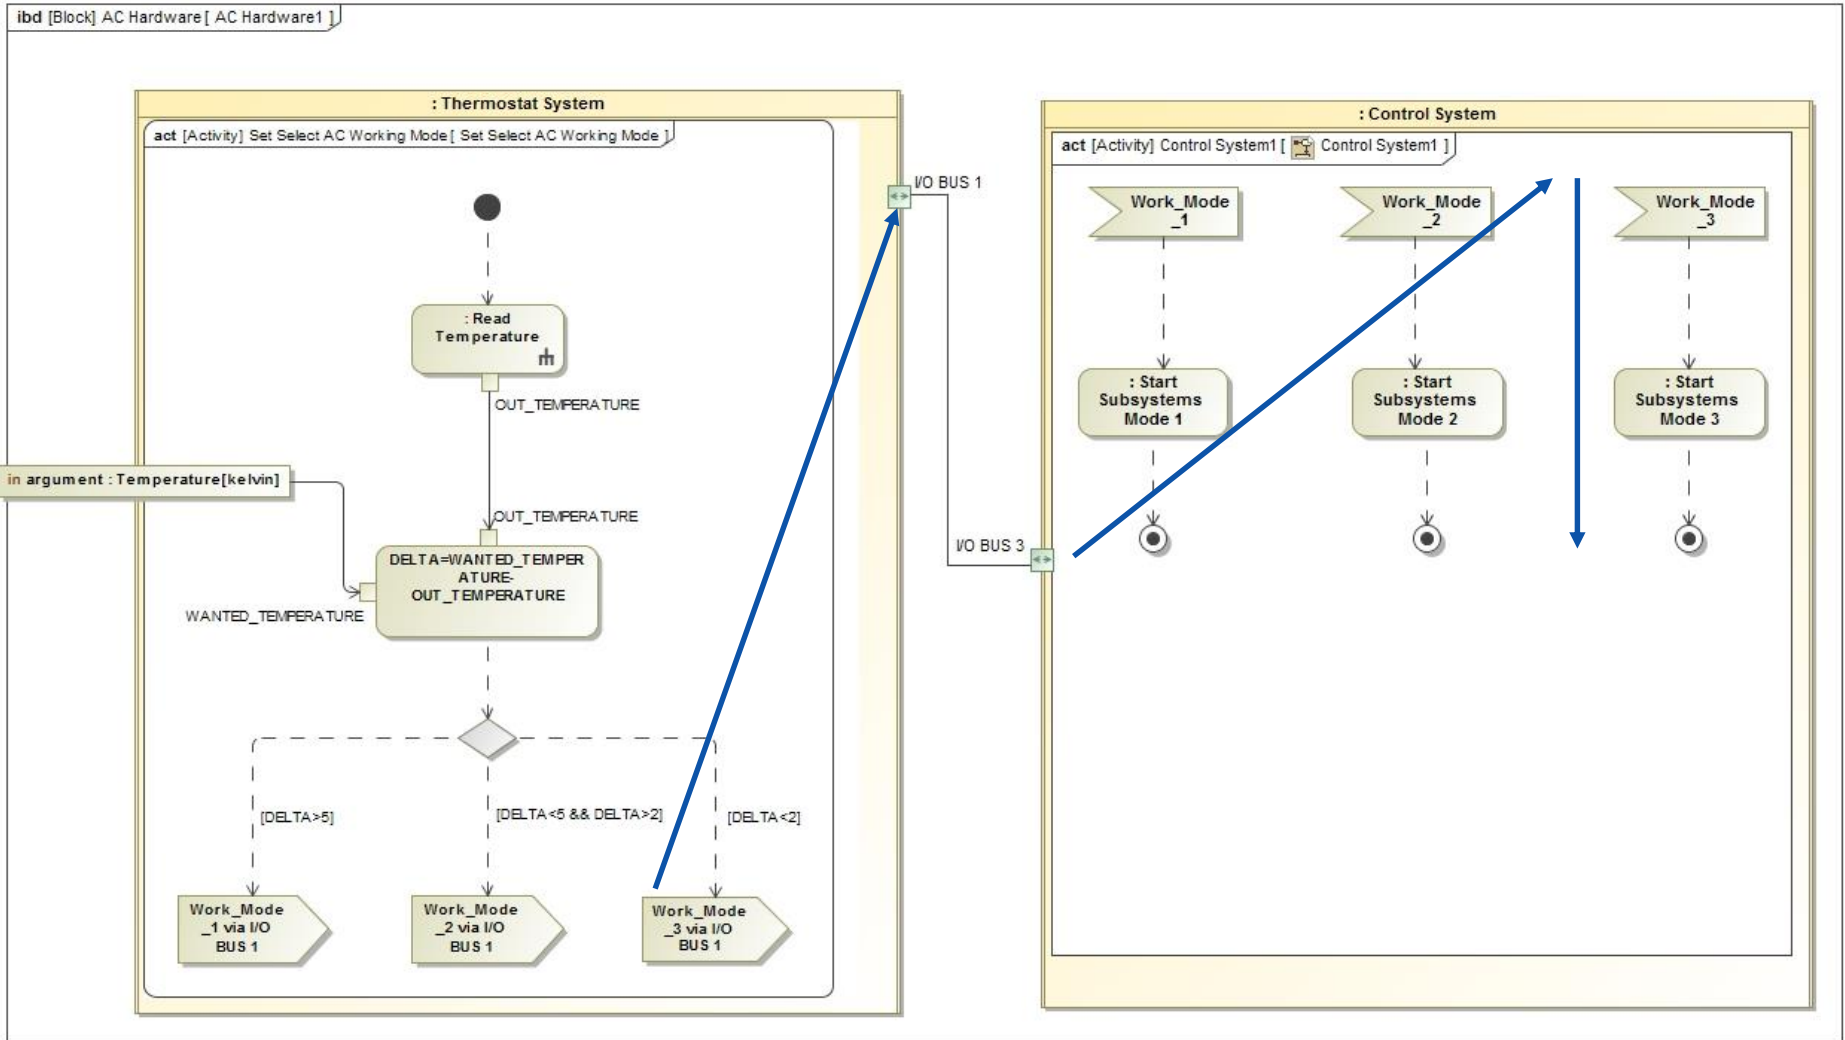 ibd [Block] AC Hardware [ AC Hardware1 ]
: Thermostat System
act [Activity] Set Select AC Working Mode [ Set Select AC Working Mode ]
: Read
Temperature
OUT_TEMPERATURE
in argument : Temperature[kelvin]
OUT_TEMPERATURE
DELTA=WANTED_TEMPER
ATURE-
OUT_TEMPERATURE
WANTED_TEMPERATURE
[DELTA>5]
[DELTA<5 && DELTA>2]
[DELTA<2]
Work_Mode
_1 via I/O
BUS 1
Work_Mode
_2 via I/O
BUS 1
Work_Mode
_3 via I/O
BUS 1
I/O BUS 1
I/O BUS 3
: Control System
act [Activity] Control System1 [ Control System1 ]
Work_Mode
_1
Work_Mode
_2
Work_Mode
_3
: Start
Subsystems
Mode 1
: Start
Subsystems
Mode 2
: Start
Subsystems
Mode 3